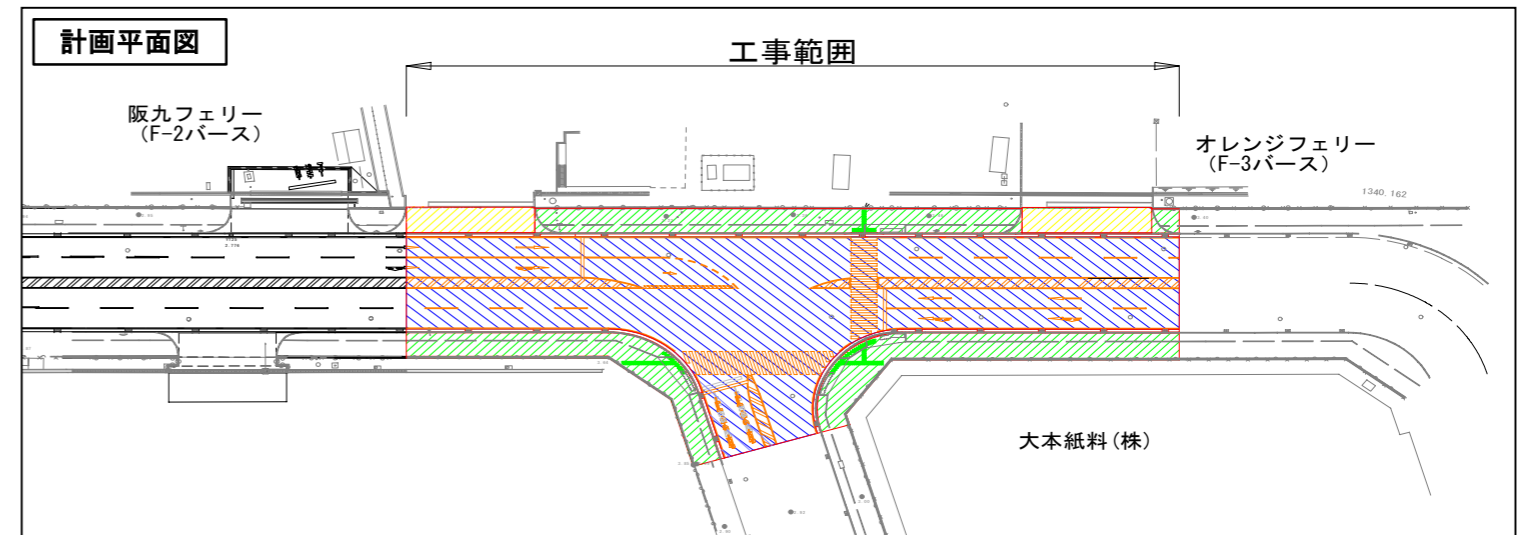 計画平面図
工事範囲
阪九フェリー
(F-2バース)
オレンジフェリー
(F-3バース)
1340.162
大本紙料(株)